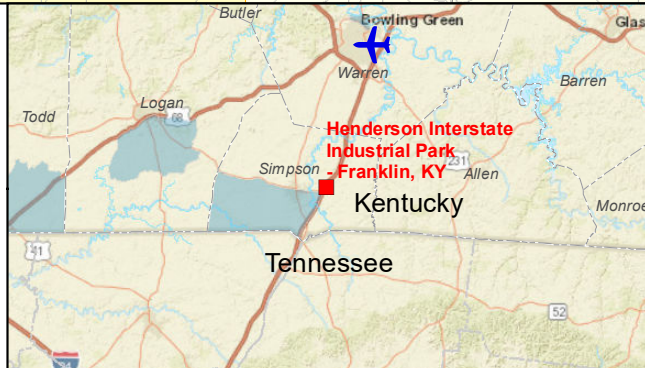 Butler
Bowling Green
Glas
Warren
Barren
Todd
Logan
68
Henderson Interstate
Industrial Park
- Franklin, KY
Simpson
231
Allen
Kentucky
Monroe
41
Tennessee
52